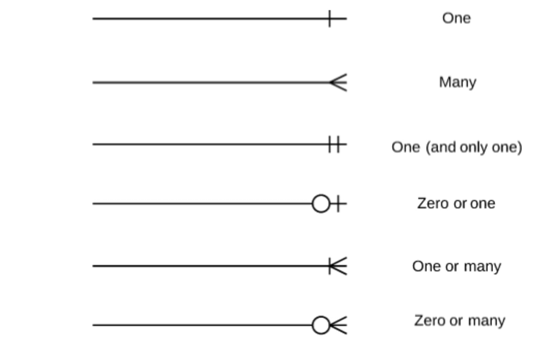 One
Many
One (and only one)
Zero or one
One or many
Zero or many